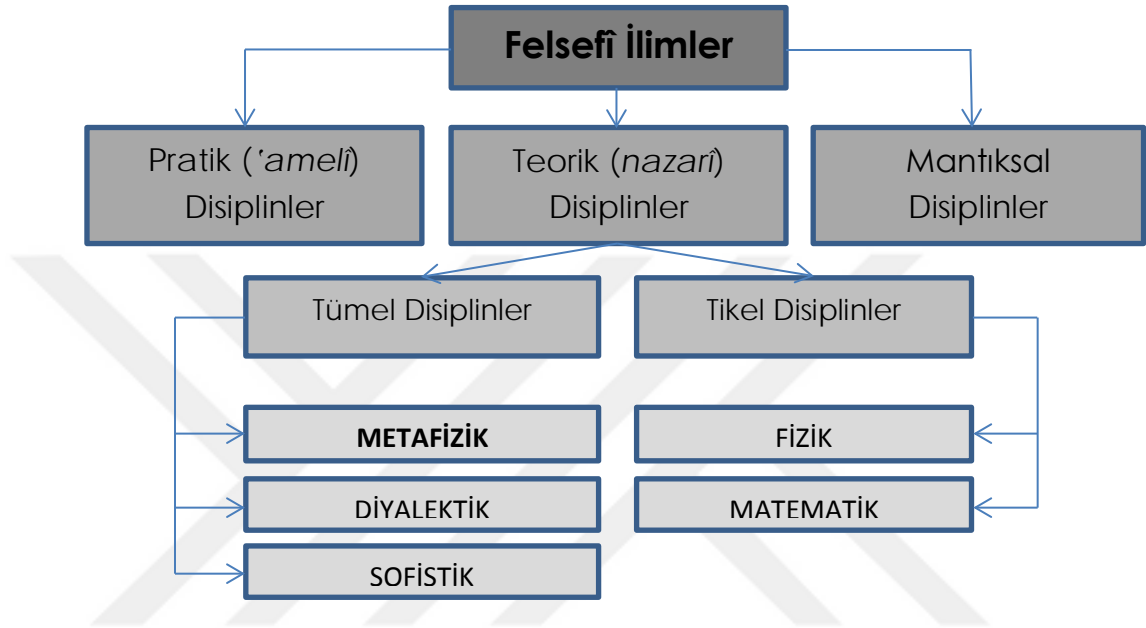 Felsefî İlimler
Pratik (‘amelî)
Disiplinler
Teorik (nazarî)
Disiplinler
Mantıksal
Disiplinler
Tümel Disiplinler
Tikel Disiplinler
METAFİZİK
FİZİK
DİYALEKTİK
MATEMATİK
SOFİSTİK